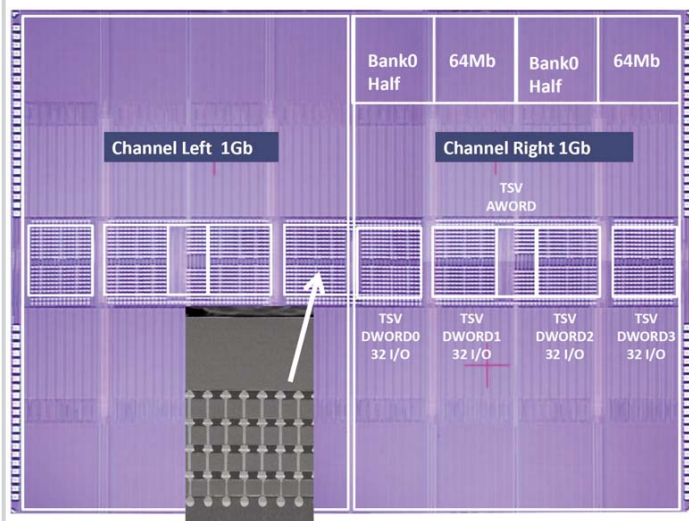 Bank0
Half
64Mb
Bank0
Half
64Mb
Channel Left 1Gb
Channel Right 1Gb
TSV
AWORD
TSV
DWORD0
32 I/O
TSV
DWORD1
32 I/O
TSV
DWORD2
32 I/O
TSV
DWORD3
32 I/O